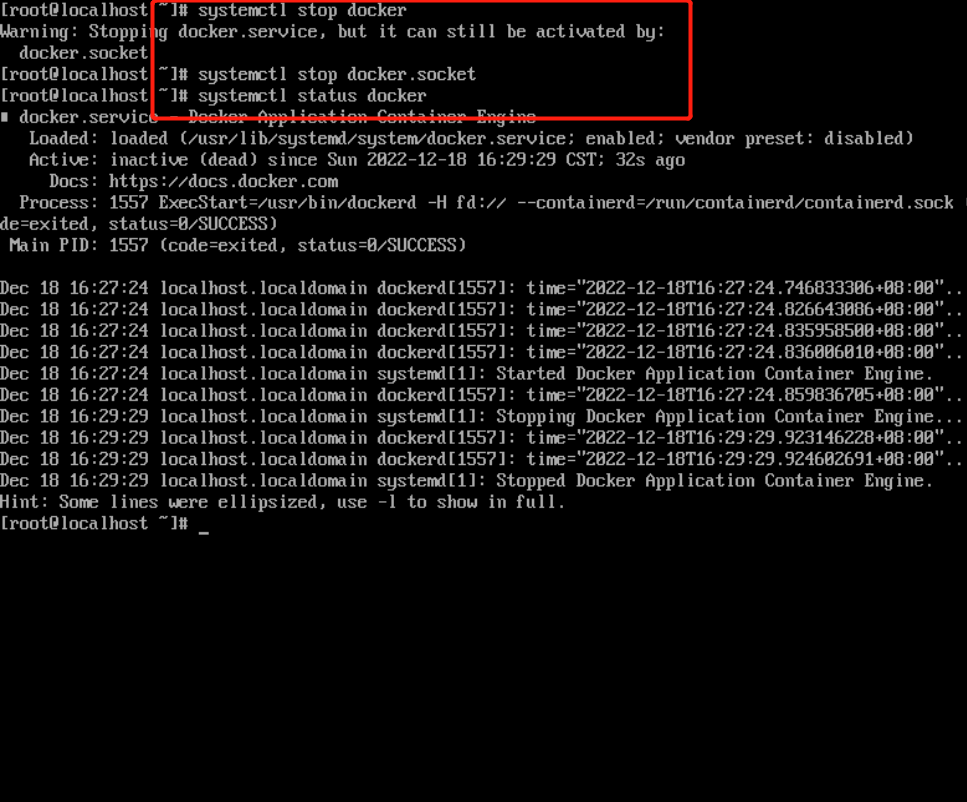 [root@localhost ~]# systemctl stop docker
Warning: Stopping docker.service, but it can still be activated by:
  docker.socket
[root@localhost ~]# systemctl stop docker.socket
[root@localhost ~]# systemctl status docker
docker.service - Docker Application Container Engine
   Loaded: loaded (/usr/lib/systemd/system/docker.service; enabled; vendor preset: disabled)
   Active: inactive (dead) since Sun 2022-12-18 16:29:29 CST; 32s ago
     Docs: https://docs.docker.com
  Process: 1557 ExecStart=/usr/bin/dockerd -H fd:// --containerd=/run/containerd/containerd.sock (
de=exited, status=0/SUCCESS)
 Main PID: 1557 (code=exited, status=0/SUCCESS)

Dec 18 16:27:24 localhost.localdomain dockerd[1557]: time="2022-12-18T16:27:24.746833306+08:00"..
Dec 18 16:27:24 localhost.localdomain dockerd[1557]: time="2022-12-18T16:27:24.826643086+08:00"..
Dec 18 16:27:24 localhost.localdomain dockerd[1557]: time="2022-12-18T16:27:24.835958500+08:00"..
Dec 18 16:27:24 localhost.localdomain dockerd[1557]: time="2022-12-18T16:27:24.836006010+08:00"..
Dec 18 16:27:24 localhost.localdomain systemd[1]: Started Docker Application Container Engine.
Dec 18 16:27:24 localhost.localdomain dockerd[1557]: time="2022-12-18T16:27:24.859836705+08:00"..
Dec 18 16:29:29 localhost.localdomain systemd[1]: Stopping Docker Application Container Engine...
Dec 18 16:29:29 localhost.localdomain dockerd[1557]: time="2022-12-18T16:29:29.923146228+08:00"..
Dec 18 16:29:29 localhost.localdomain dockerd[1557]: time="2022-12-18T16:29:29.924602691+08:00"..
Dec 18 16:29:29 localhost.localdomain systemd[1]: Stopped Docker Application Container Engine.
Hint: Some lines were ellipsized, use -l to show in full.
[root@localhost ~]# _